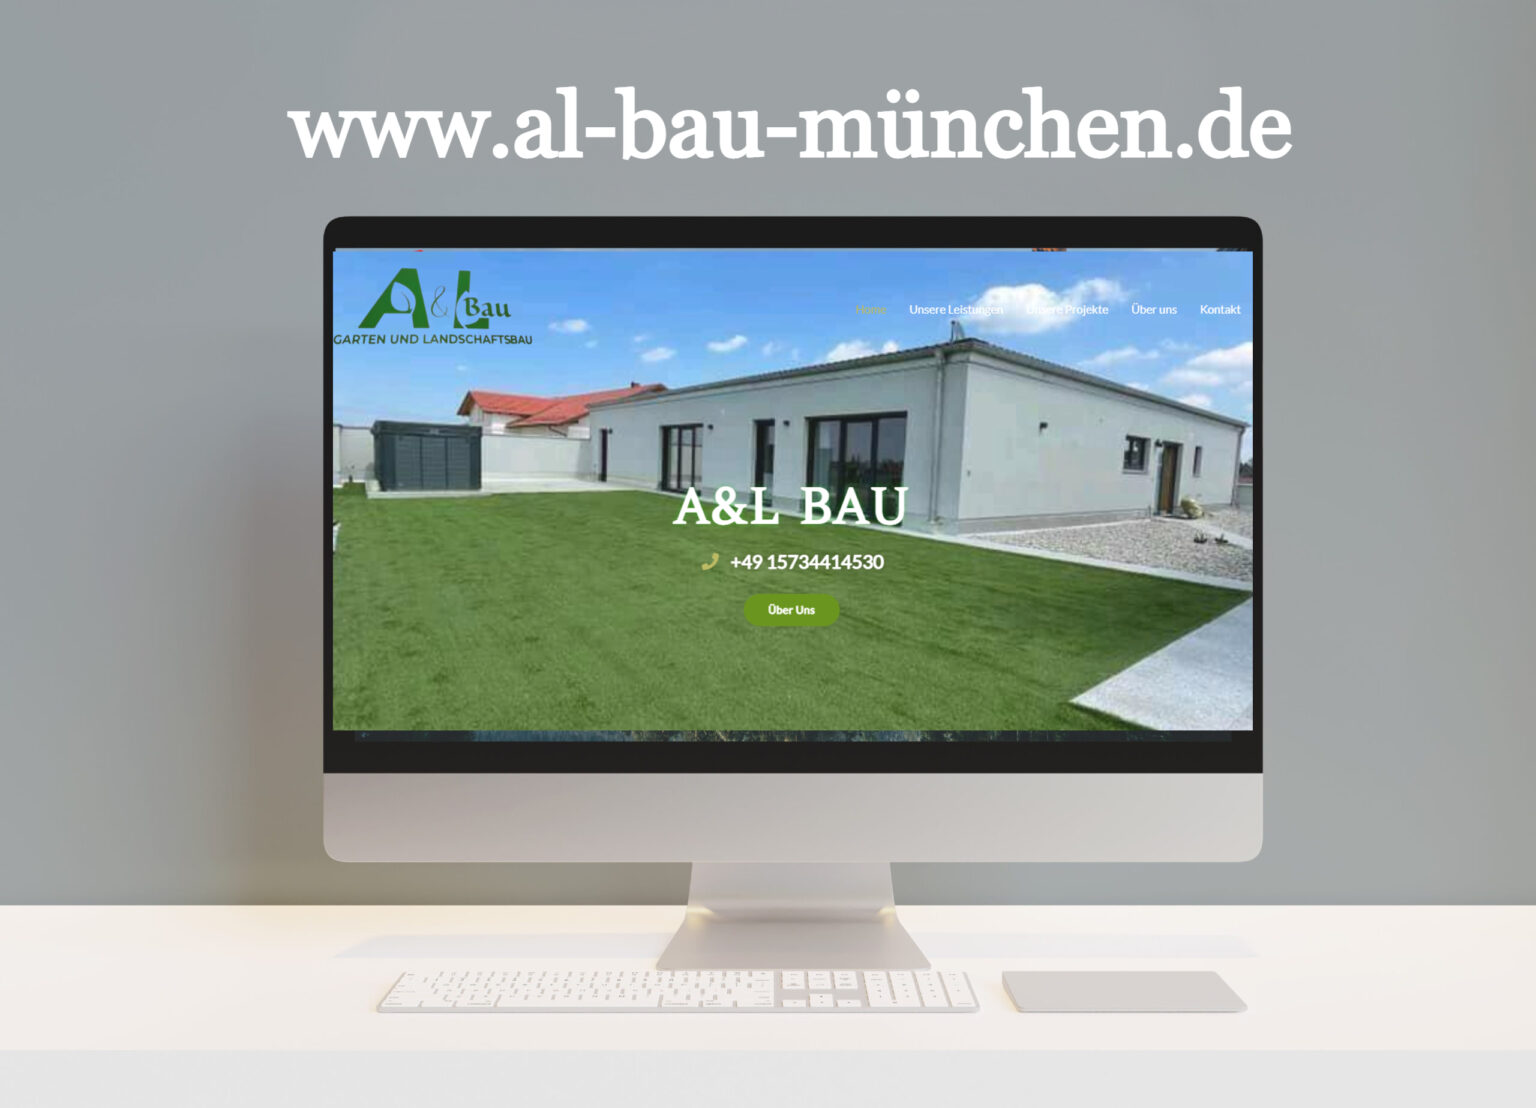 www.al-bau-münchen.de
A&L Bau
GARTEN UND LANDSCHAFTSBAU
Home Unsere Leistungen Unsere Projekte Über uns Kontakt
A&L BAU
+49 15734414530
Über Uns